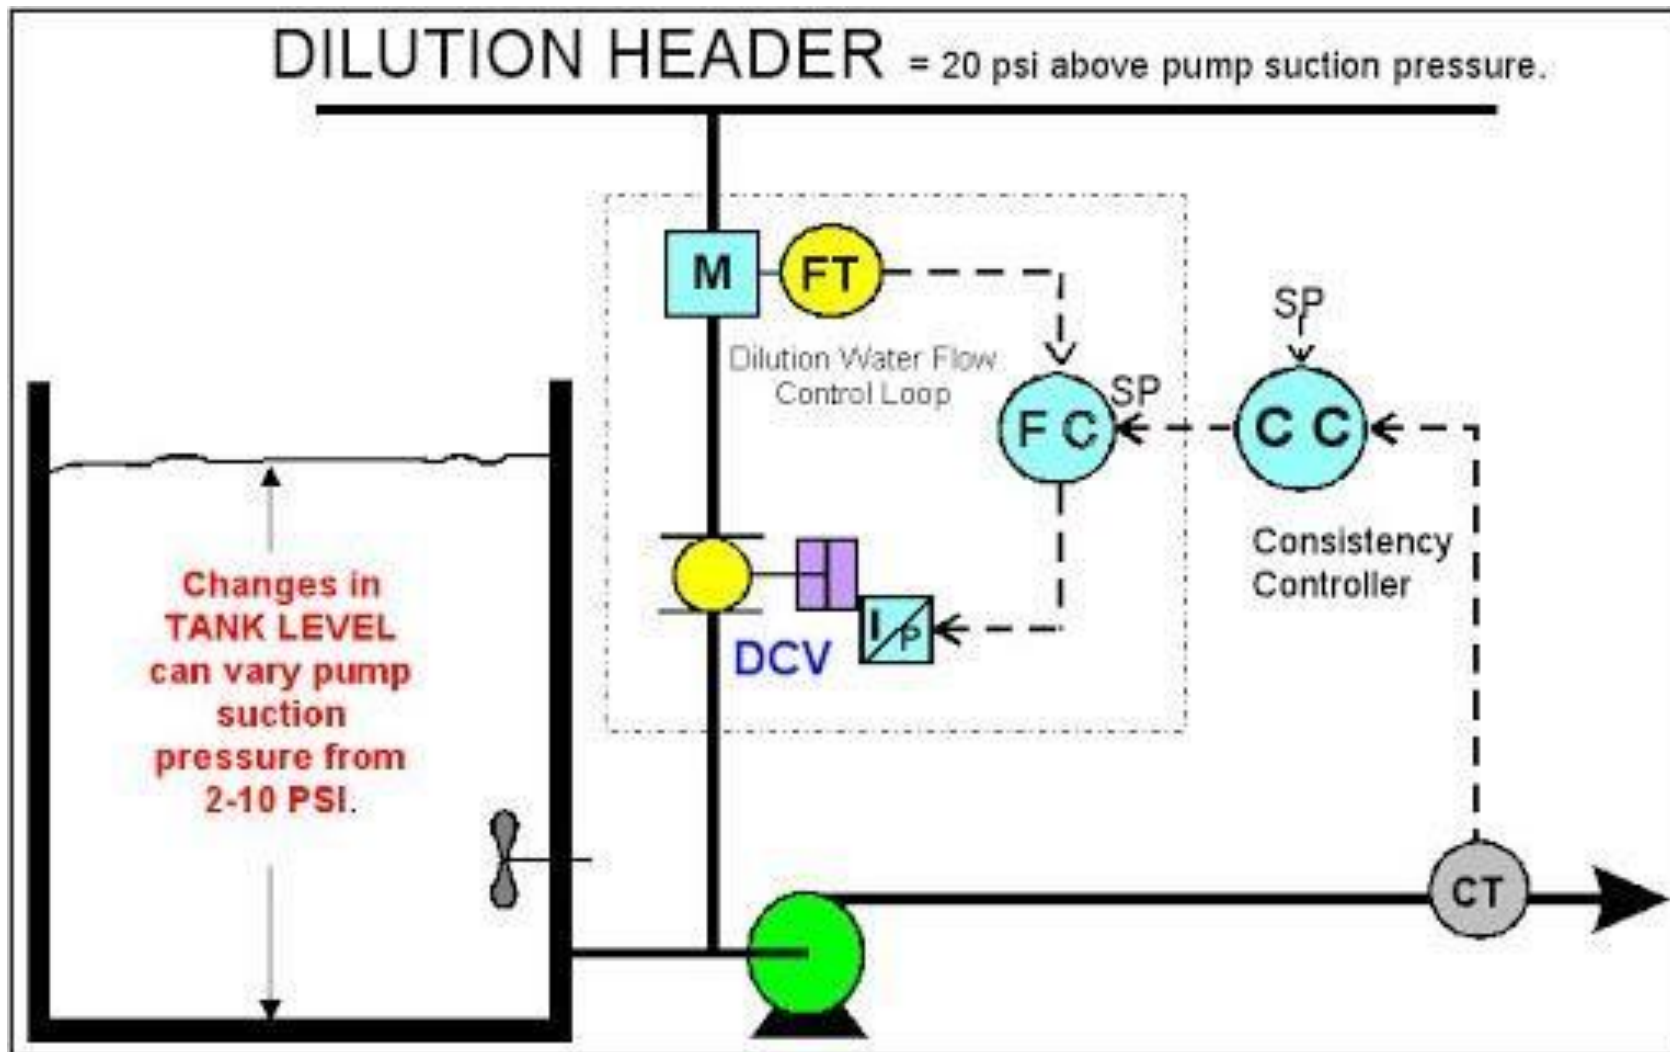 DILUTION HEADER = 20 psi above pump suction pressure.
M
FT
Dilution Water Flow
Control Loop
SP
SP
F C
C C
Consistency
Controller
Changes in
TANK LEVEL
can vary pump
suction
pressure from
2-10 PSI.
I/P
DCV
CT